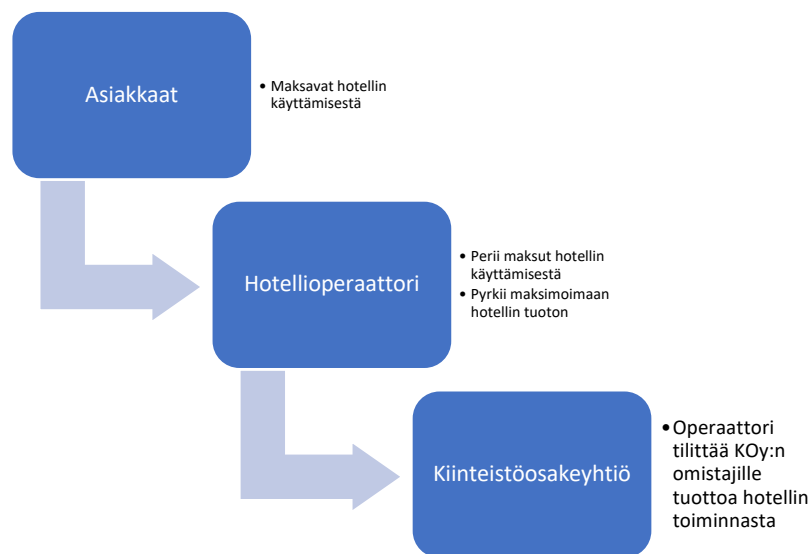 Asiakkaat
• Maksavat hotellin
käyttämisestä
Hotellioperaattori
• Perii maksut hotellin
käyttämisestä
• Pyrkii maksimoimaan
hotellin tuoton
Kiinteistöosakeyhtiö
• Operaattori
tilittää KOy:n
omistajille
tuottoa hotellin
toiminnasta